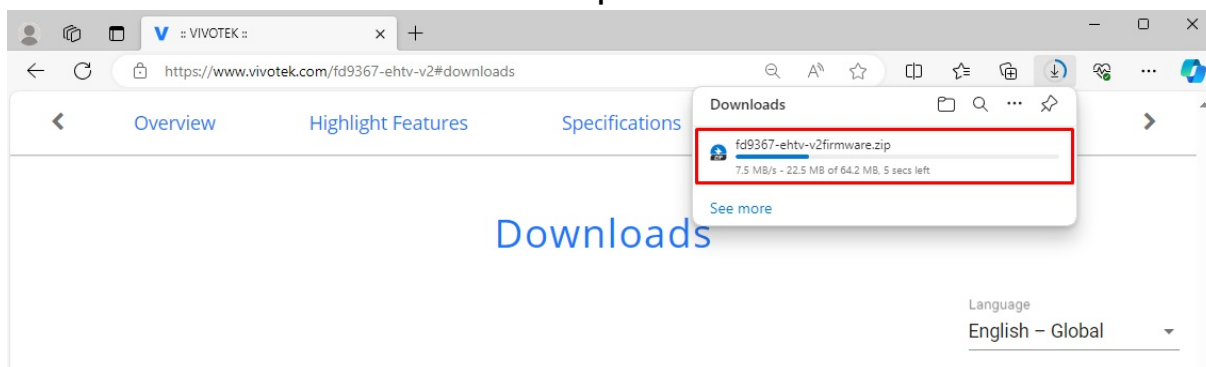 :: VIVOTEK ::
https://www.vivotek.com/fd9367-ehtv-v2#downloads
Overview Highlight Features Specifications
Downloads
fd9367-ehtv-v2firmware.zip
7.5 MB/s - 22.5 MB of 64.2 MB, 5 secs left
See more
Downloads
Language
English – Global